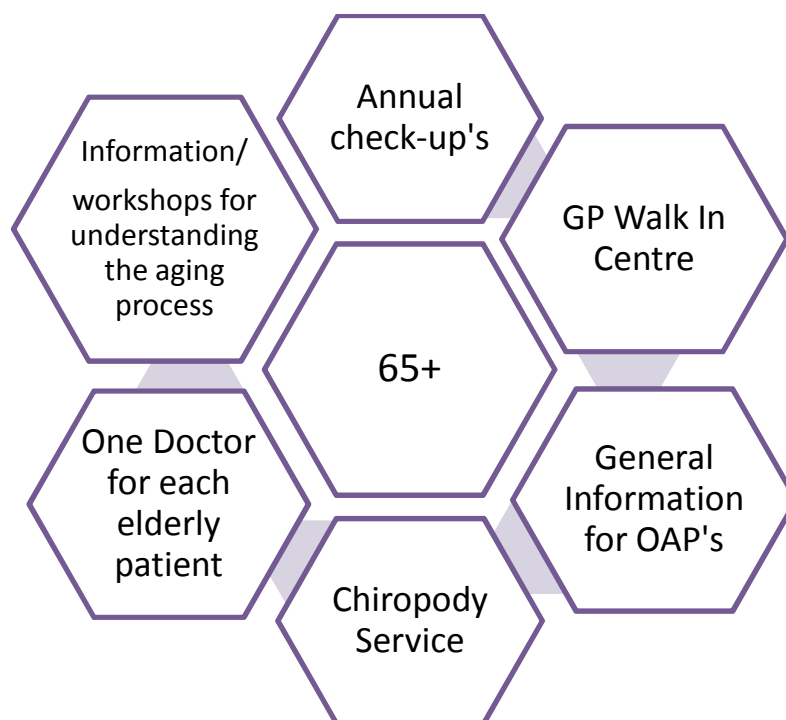 Annual
check-up's
GP Walk In
Centre
General
Information
for OAP's
Chiropody
Service
One Doctor
for each
elderly
patient
Information/
workshops for
understanding
the aging
process
65+